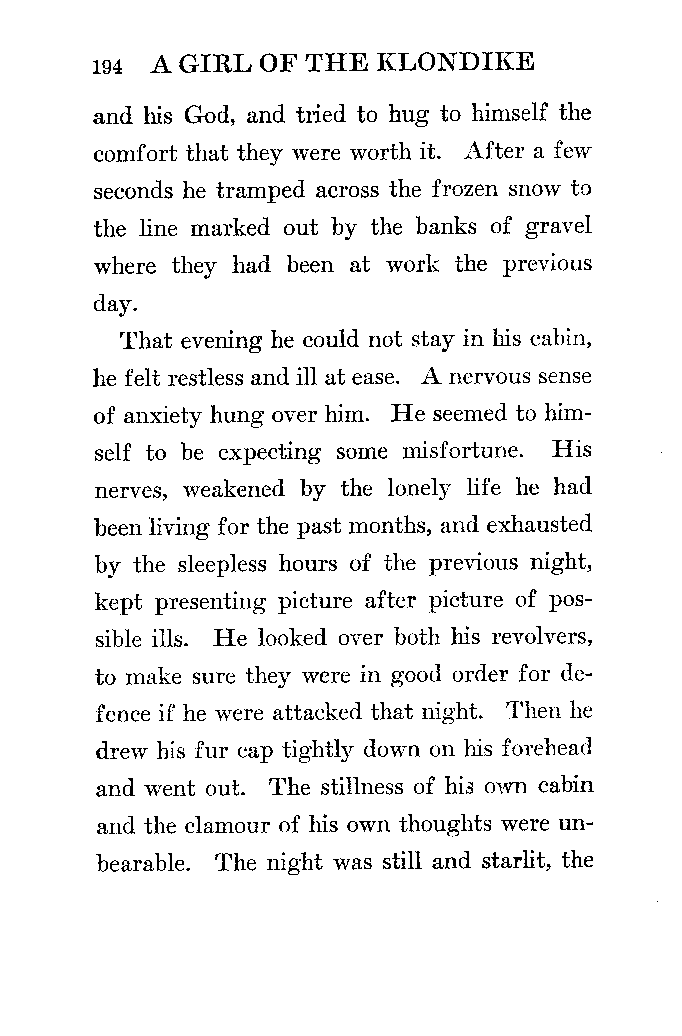 194 A GIRL OF THE KLONDIKE
and his God, and tried to hug to himself the
comfort that they were worth it. After a few
seconds he tramped across the frozen snow to
the line marked out by the banks of gravel
where they had been at work the previous
day.
That evening he could not stay in his cabin,
he felt restless and ill at ease. A nervous sense
of anxiety hung over him. He seemed to him-
self to be expecting some misfortune. His
nerves, weakened by the lonely life he had
been living for the past months, and exhausted
by the sleepless hours of the previous night,
kept presenting picture after picture of pos-
sible ills. He looked over both his revolvers,
to make sure they were in good order for de-
fence if he were attacked that night. Then he
drew his fur cap tightly down on his forehead
and went out. The stillness of his own cabin
and the clamour of his own thoughts were un-
bearable. The night was still and starlit, the